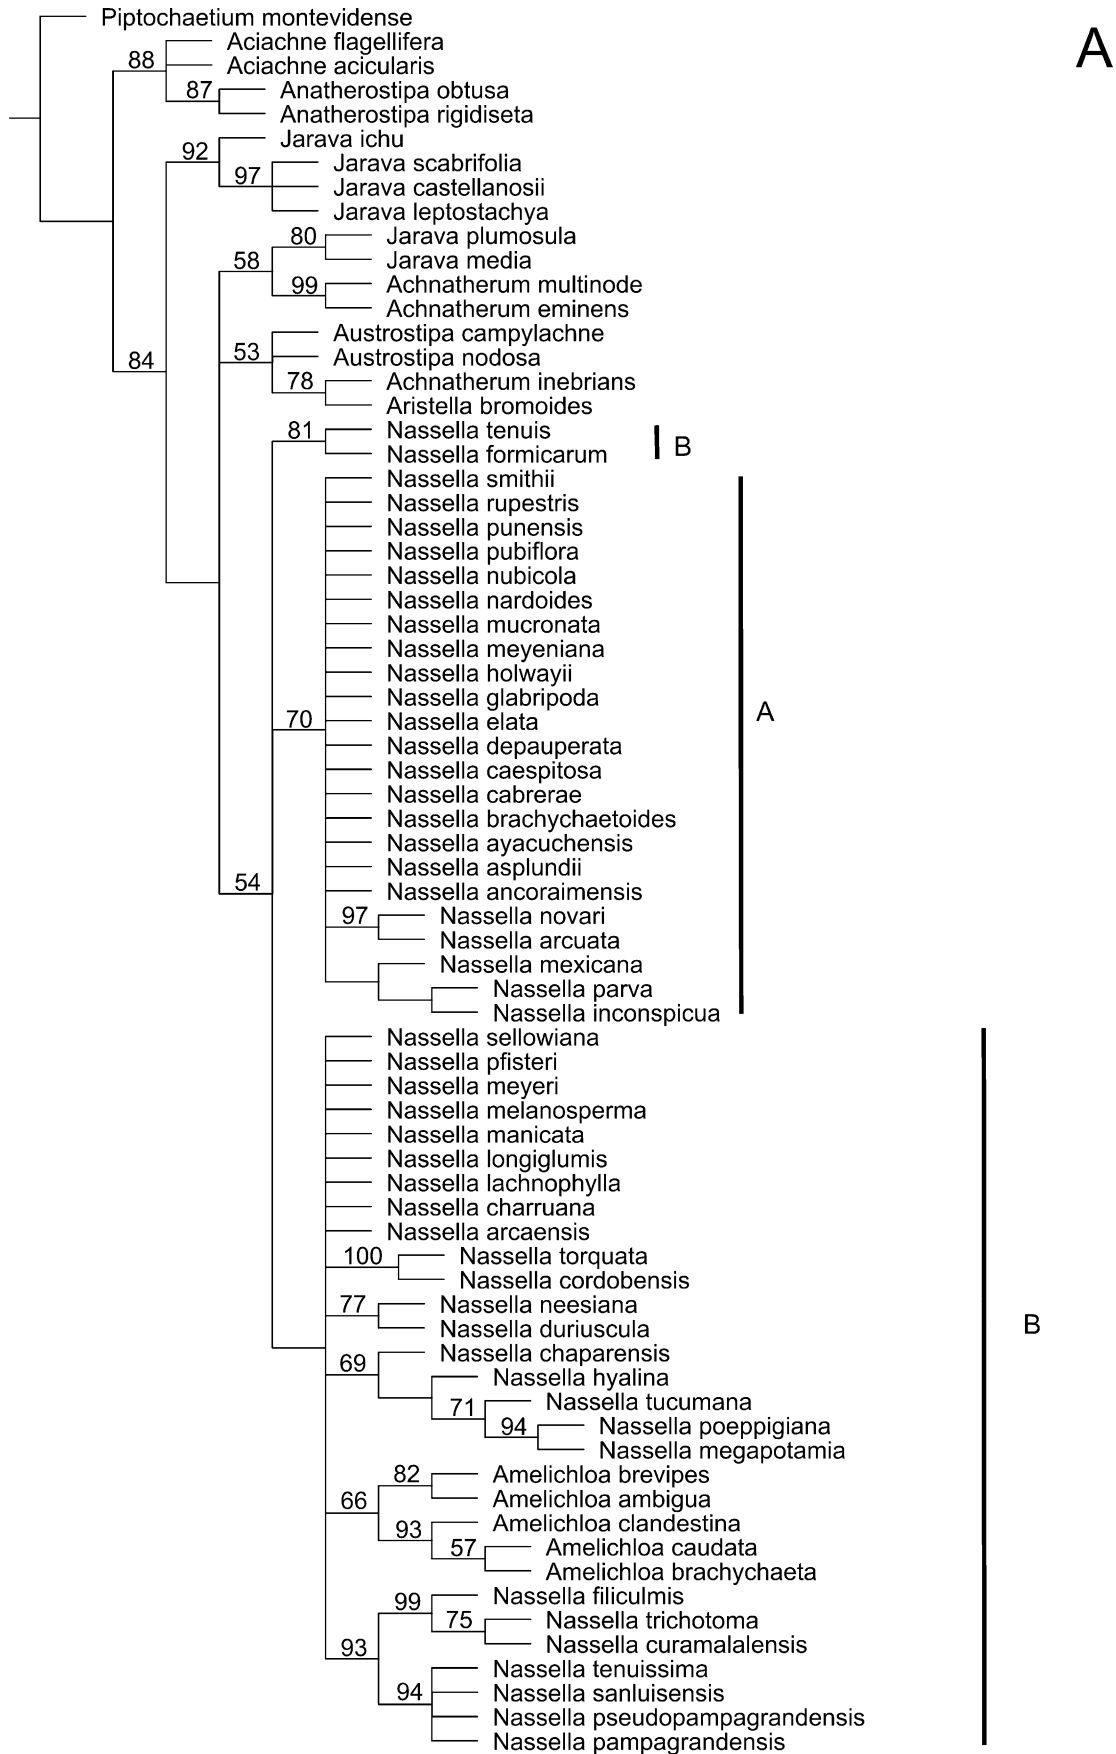 Piptochaetium montevidense
A
Aciachne flagellifera
88
Aciachne acicularis
87
Anatherostipa obtusa
Anatherostipa rigidiseta
Jarava ichu
92
Jarava scabrifolia
97
Jarava castellanosii
Jarava leptostachya
80
Jarava plumosula
58
Jarava media
99
Achnatherum multinode
Achnatherum eminens
Austrostipa campylachne
53
Austrostipa nodosa
84
78
Achnatherum inebrians
Aristella bromoides
81
Nassella tenuis
B
Nassella formicarum
Nassella smithii
Nassella rupestris
Nassella punensis
Nassella pubiflora
Nassella nubicola
Nassella nardoides
Nassella mucronata
Nassella meyeniana
Nassella holwayii
Nassella glabripoda
A
70
Nassella elata
Nassella depauperata
Nassella caespitosa
Nassella cabrerae
Nassella brachychaetoides
Nassella ayacuchensis
Nassella asplundii
54
Nassella ancoraimensis
97
Nassella novari
Nassella arcuata
Nassella mexicana
Nassella parva
Nassella inconspicua
Nassella sellowiana
Nassella pfisteri
Nassella meyeri
Nassella melanosperma
Nassella manicata
Nassella longiglumis
Nassella lachnophylla
Nassella charruana
Nassella arcaensis
100
Nassella torquata
Nassella cordobensis
77
Nassella neesiana
B
Nassella duriuscula
Nassella chaparensis
69
Nassella hyalina
71
Nassella tucumana
94
Nassella poeppigiana
Nassella megapotamia
82
Amelichloa brevipes
66
Amelichloa ambigua
93
Amelichloa clandestina
57
Amelichloa caudata
Amelichloa brachychaeta
99
Nassella filiculmis
75
Nassella trichotoma
93
Nassella curamalalensis
Nassella tenuissima
94
Nassella sanluisensis
Nassella pseudopampagrandensis
Nassella pampagrandensis